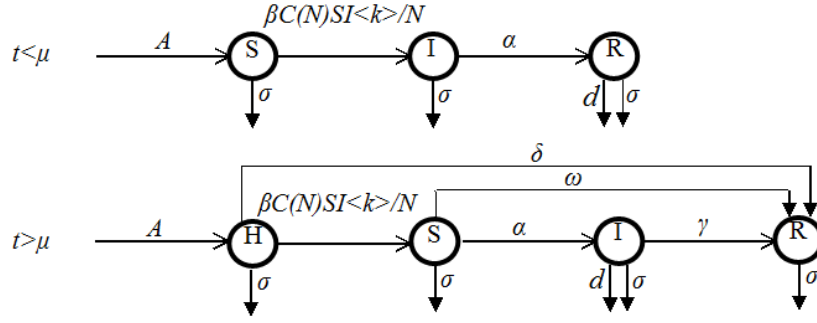 βC(N)SI<k>/N
t<μ A S I α R
σ σ d σ
δ
ω
βC(N)SI<k>/N
t>μ A H S α I γ R
σ σ d σ σ